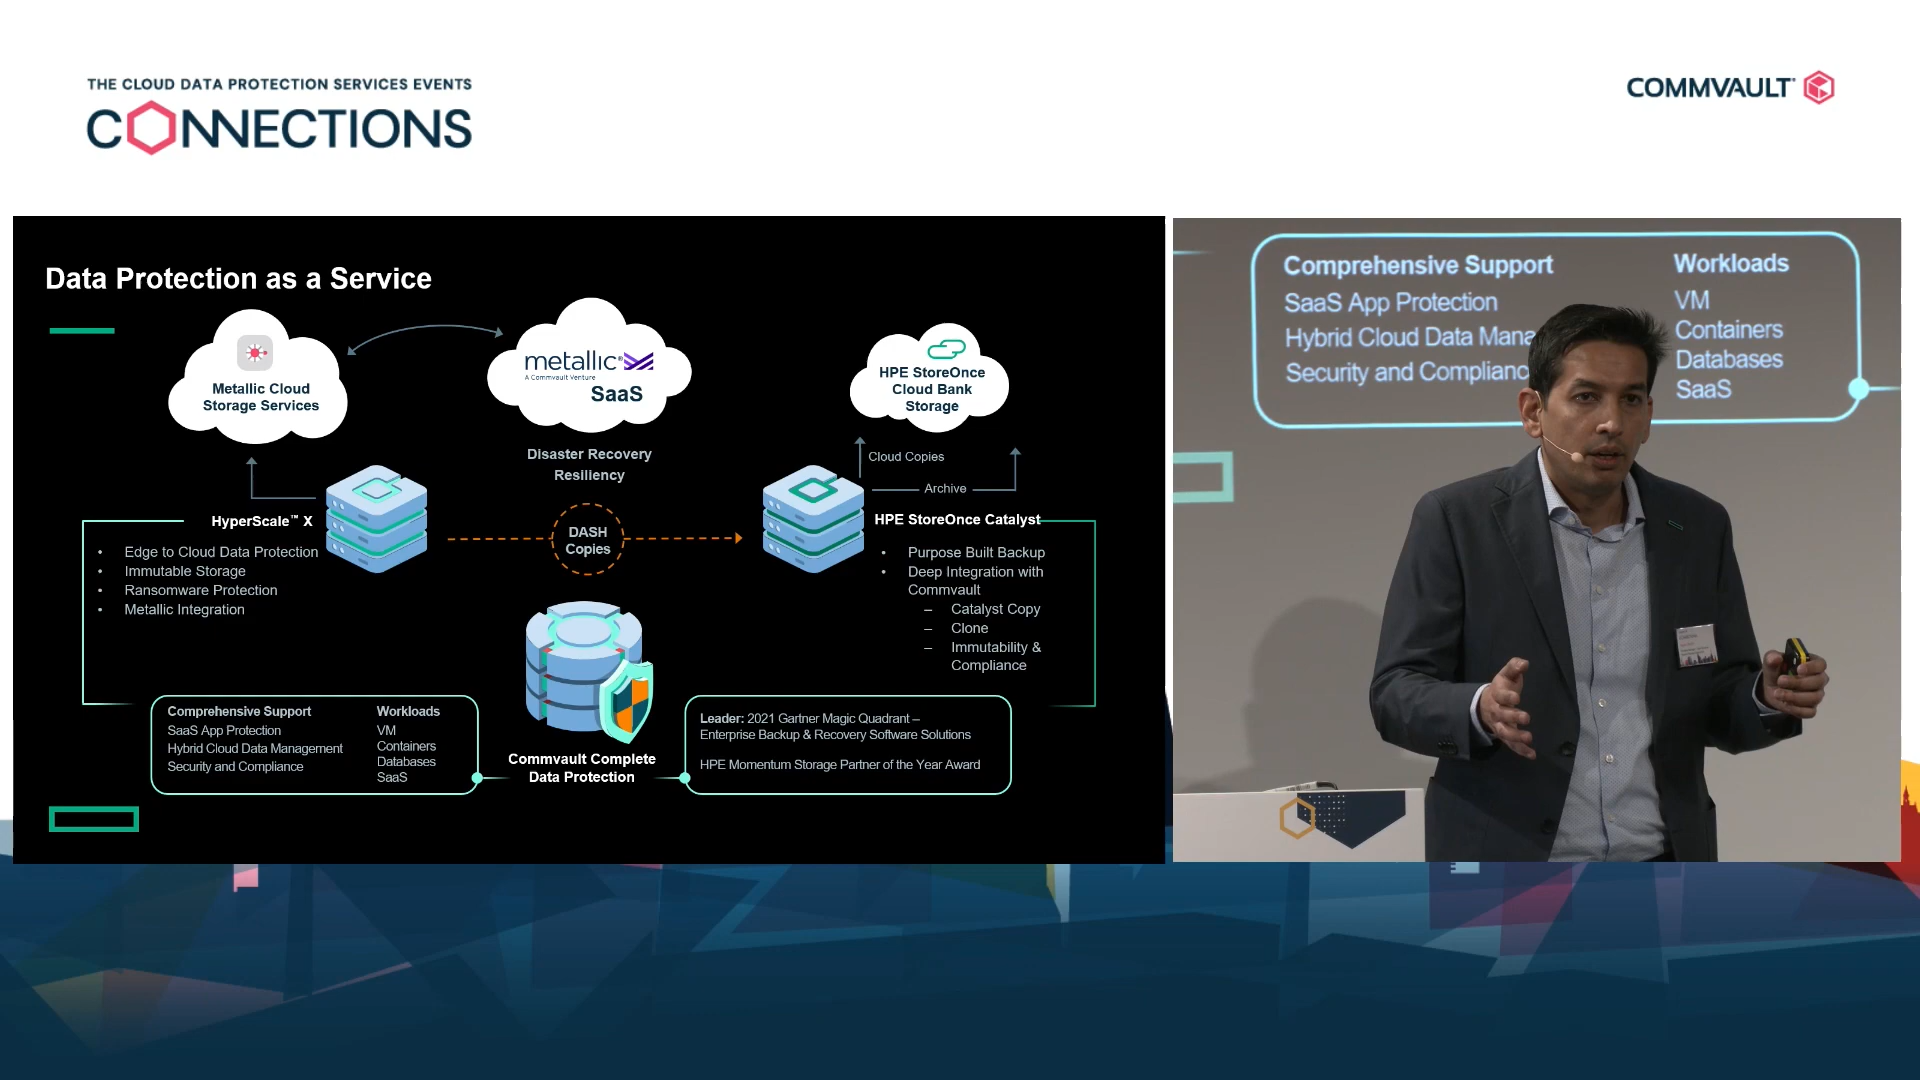 THE CLOUD DATA PROTECTION SERVICES EVENTS
CONNECTIONS
COMMVAULT
Data Protection as a Service
Metallic Cloud
Storage Services
metallic®
A Commvault Venture
SaaS
HPE StoreOnce
Cloud Bank
Storage
Disaster Recovery
Resiliency
Cloud Copies
Archive
HyperScale™ X
• Edge to Cloud Data Protection
• Immutable Storage
• Ransomware Protection
• Metallic Integration
DASH
Copies
HPE StoreOnce Catalyst
• Purpose Built Backup
• Deep Integration with
Commvault
– Catalyst Copy
– Clone
– Immutability &
Compliance
Comprehensive Support
SaaS App Protection
Hybrid Cloud Data Management
Security and Compliance
Workloads
VM
Containers
Databases
SaaS
Commvault Complete
Data Protection
Leader: 2021 Gartner Magic Quadrant –
Enterprise Backup & Recovery Software Solutions
HPE Momentum Storage Partner of the Year Award
Comprehensive Support
SaaS App Protection
Hybrid Cloud Data Mana
Security and Complianc
Workloads
VM
Containers
Databases
SaaS